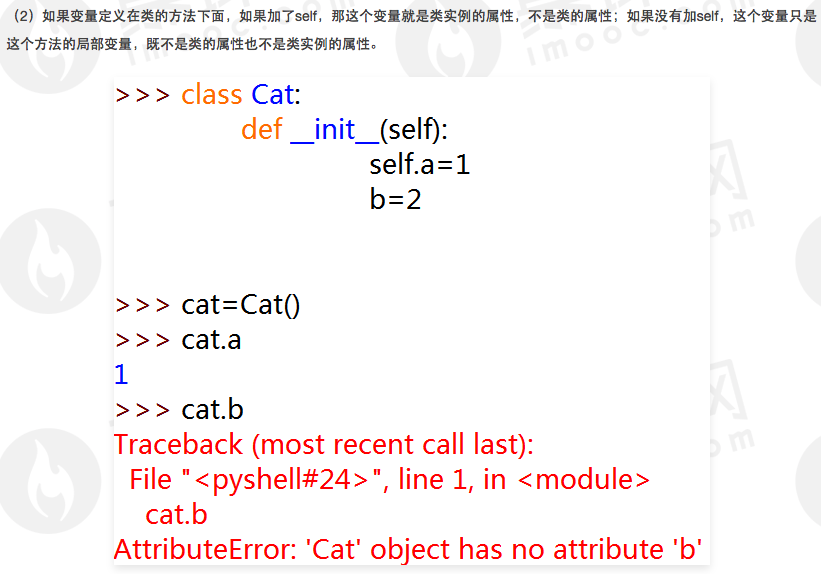 （2）如果变量定义在类的方法下面，如果加了self，那这个变量就是类实例的属性，不是类的属性；如果没有加self，这个变量只是
这个方法的局部变量，既不是类的属性也不是类实例的属性。
>>> class Cat:
def __init__(self):
self.a=1
b=2
>>> cat=Cat()
>>> cat.a
1
>>> cat.b
Traceback (most recent call last):
File "<pyshell#24>", line 1, in <module>
cat.b
AttributeError: 'Cat' object has no attribute 'b'